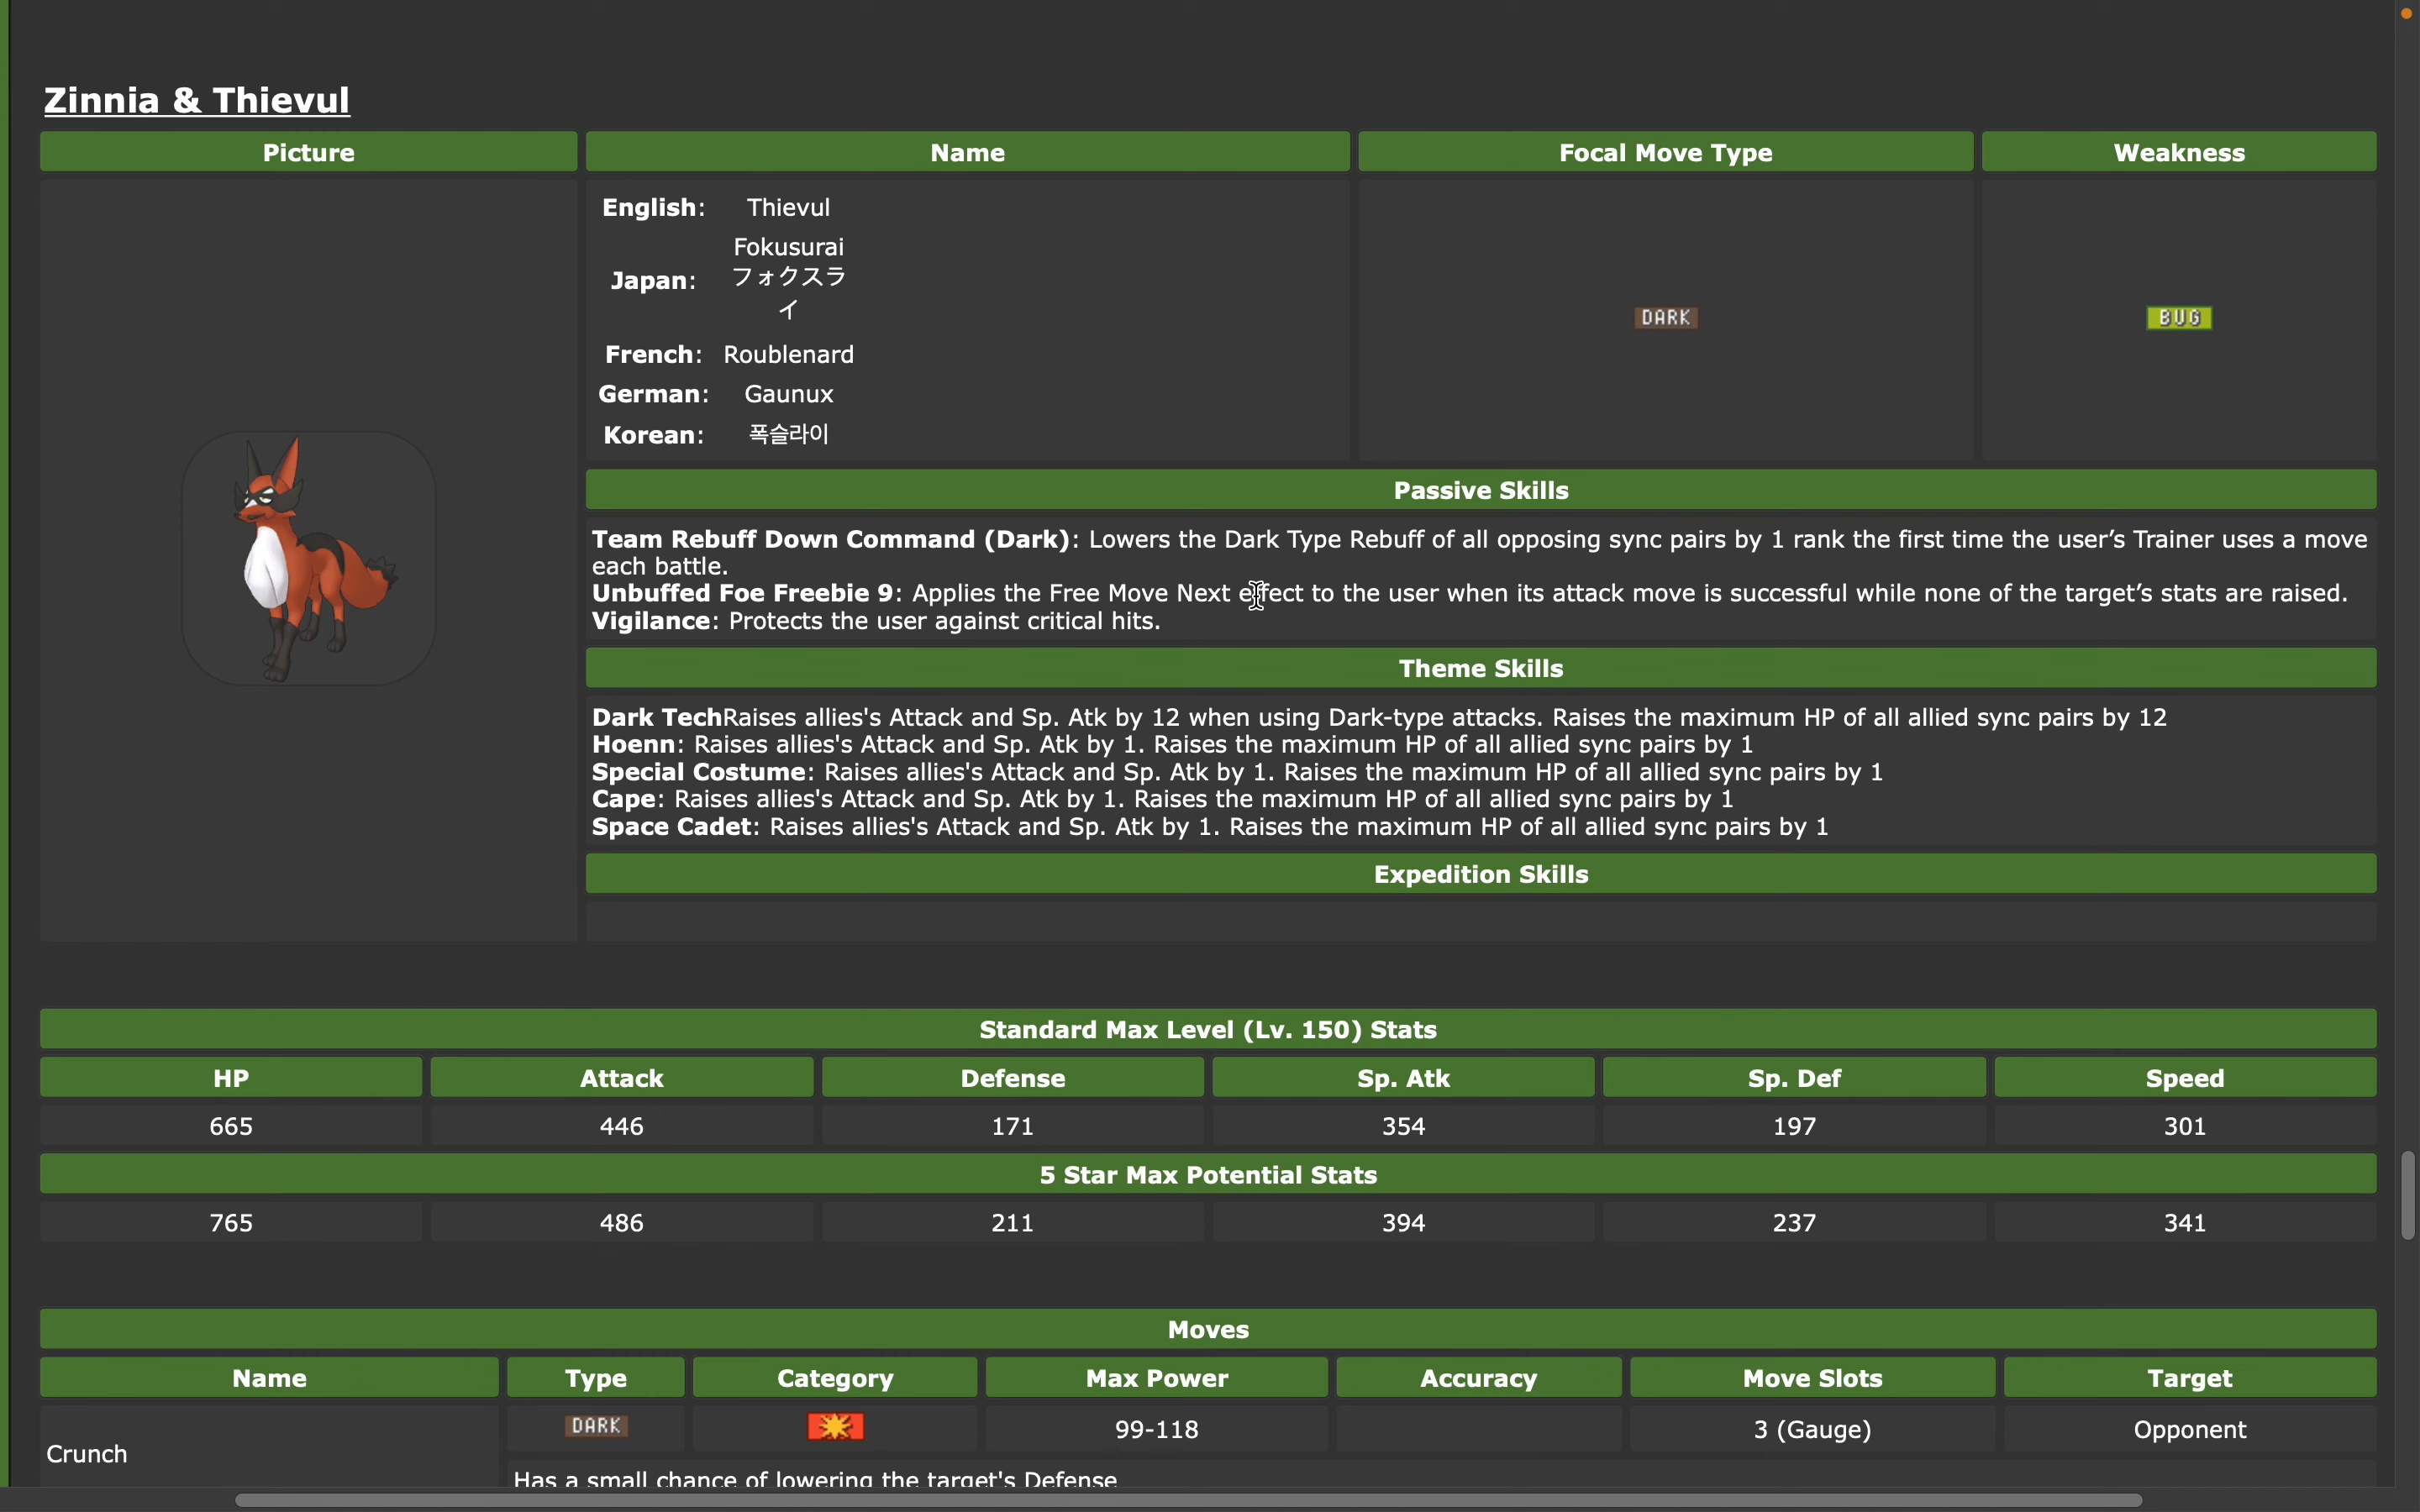 Zinnia & Thievul
Picture Name Focal Move Type Weakness
English: Thievul
Fokusurai
Japan: フォクスラ
イ
DARK BUG
French: Roublenard
German: Gaunux
Korean: 폭슬라이
Passive Skills
Team Rebuff Down Command (Dark): Lowers the Dark Type Rebuff of all opposing sync pairs by 1 rank the first time the user’s Trainer uses a move
each battle.
Unbuffed Foe Freebie 9: Applies the Free Move Next effect to the user when its attack move is successful while none of the target’s stats are raised.
Vigilance: Protects the user against critical hits.
Theme Skills
Dark TechRaises allies's Attack and Sp. Atk by 12 when using Dark-type attacks. Raises the maximum HP of all allied sync pairs by 12
Hoenn: Raises allies's Attack and Sp. Atk by 1. Raises the maximum HP of all allied sync pairs by 1
Special Costume: Raises allies's Attack and Sp. Atk by 1. Raises the maximum HP of all allied sync pairs by 1
Cape: Raises allies's Attack and Sp. Atk by 1. Raises the maximum HP of all allied sync pairs by 1
Space Cadet: Raises allies's Attack and Sp. Atk by 1. Raises the maximum HP of all allied sync pairs by 1
Expedition Skills
Standard Max Level (Lv. 150) Stats
HP Attack Defense Sp. Atk Sp. Def Speed
665 446 171 354 197 301
5 Star Max Potential Stats
765 486 211 394 237 341
Moves
Name Type Category Max Power Accuracy Move Slots Target
DARK 99-118 3 (Gauge) Opponent
Crunch
Has a small chance of lowering the target's Defense